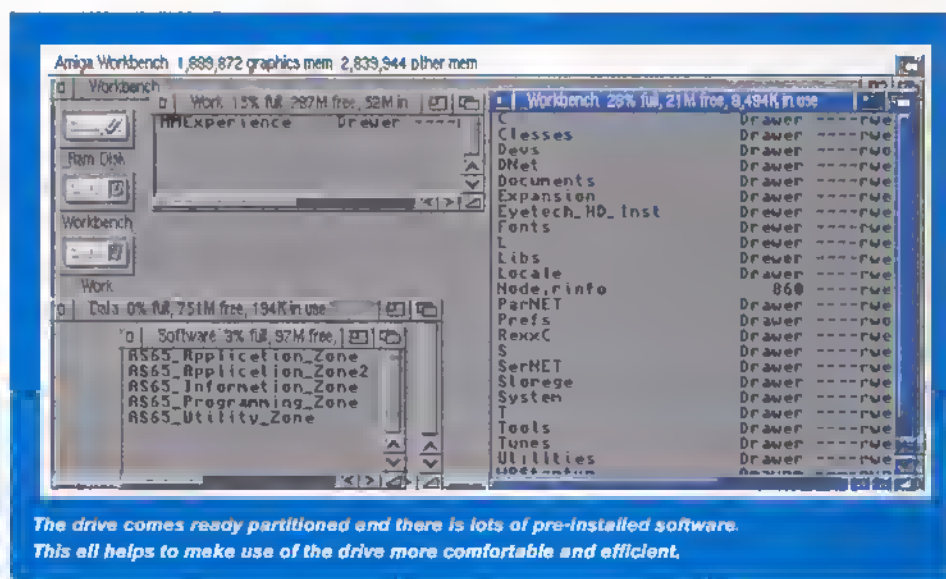 Amiga Workbench 1,699,872 graphics mem 2,839,944 other mem
Workbench
Work 15% full, 287M free, 52M in
MMExperience Drawer ----
Ram Disk
Workbench
Work
Workbench 29% full, 21M free, 8,494K in use
C Drawer ----rwe
Classes Drawer ----rwe
Devs Drawer ----rwe
DNet Drawer ----rwe
Documents Drawer ----rwe
Expansion Drawer ----rwe
Eyetech_HD_Inst Drawer ----rwe
Fonts Drawer ----rwe
L Drawer ----rwe
Libs Drawer ----rwe
Locale Drawer ----rwe
Node.rinfo 860 ----rwe
ParNET Drawer ----rwe
Prefs Drawer ----rwe
RexxC Drawer ----rwe
S Drawer ----rwe
SerNET Drawer ----rwe
Storage Drawer ----rwe
System Drawer ----rwe
T Drawer ----rwe
Tools Drawer ----rwe
Tunes Drawer ----rwe
Utilities Drawer ----rwe
Data 0% full, 751M free, 194K in use
Software 3% full, 97M free,
AS65_Application_Zone
AS65_Application_Zone2
AS65_Information_Zone
AS65_Programming_Zone
AS65_Utility_Zone
The drive comes ready partitioned and there is lots of pre-installed software.
This all helps to make use of the drive more comfortable and efficient.